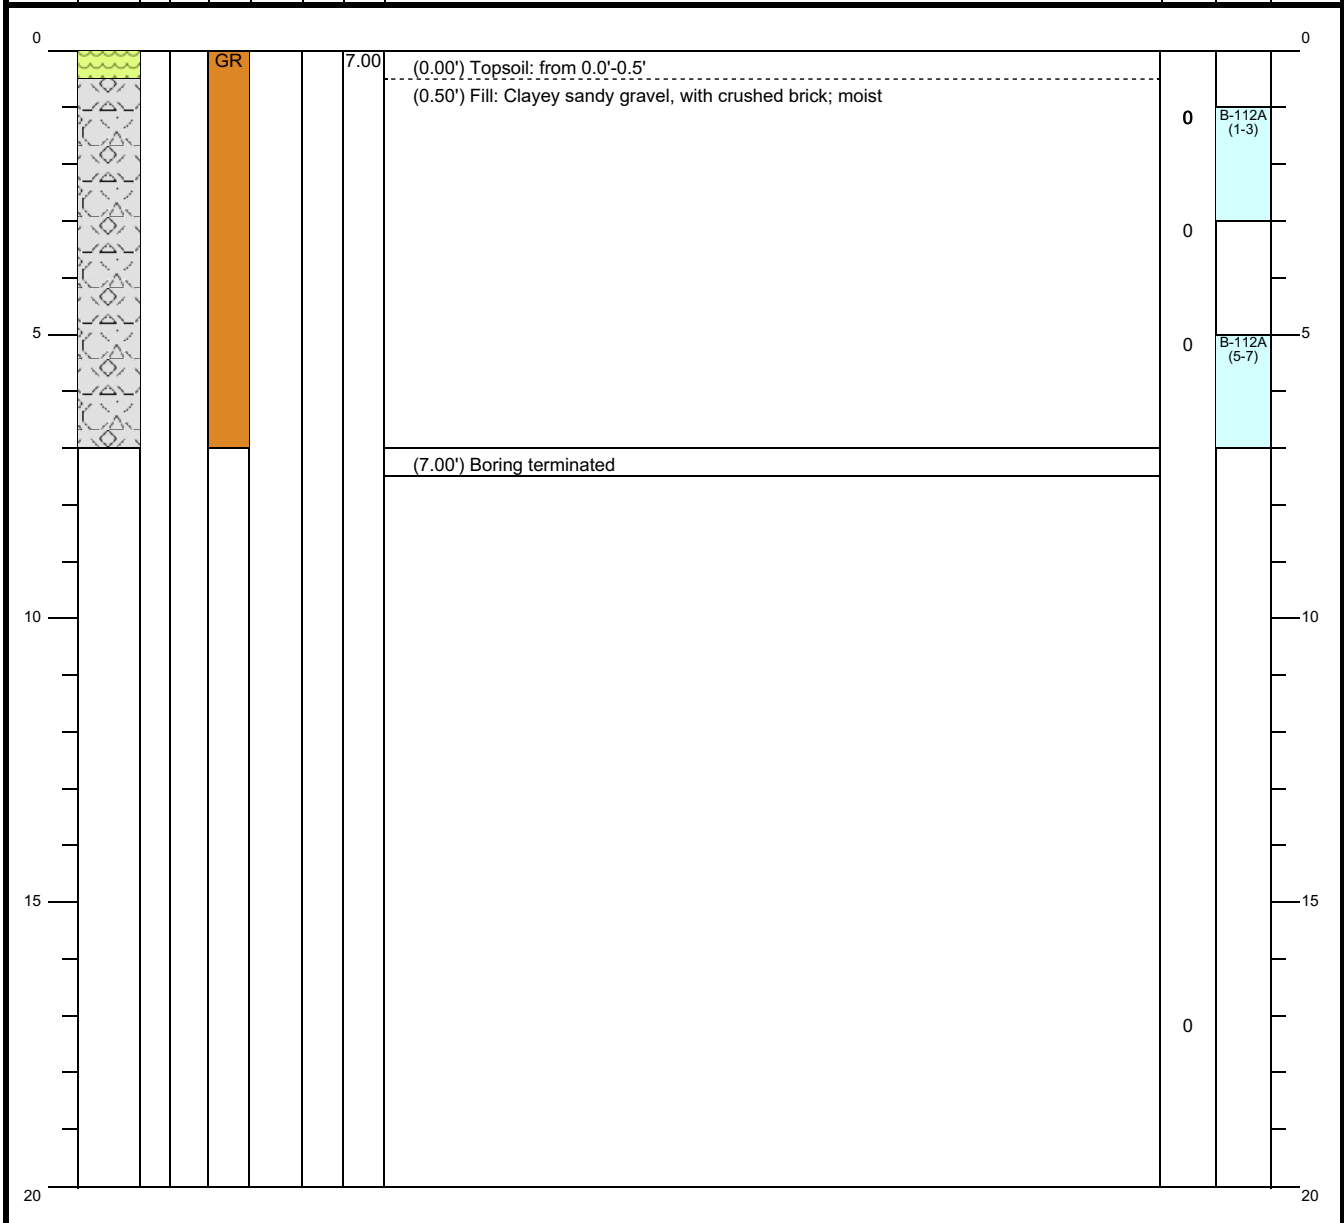 0
0
GR
7.00
(0.00') Topsoil: from 0.0'-0.5'
(0.50') Fill: Clayey sandy gravel, with crushed brick; moist
0
B-112A
(1-3)
0
5
5
0
B-112A
(5-7)
(7.00') Boring terminated
10
10
15
15
0
20
20